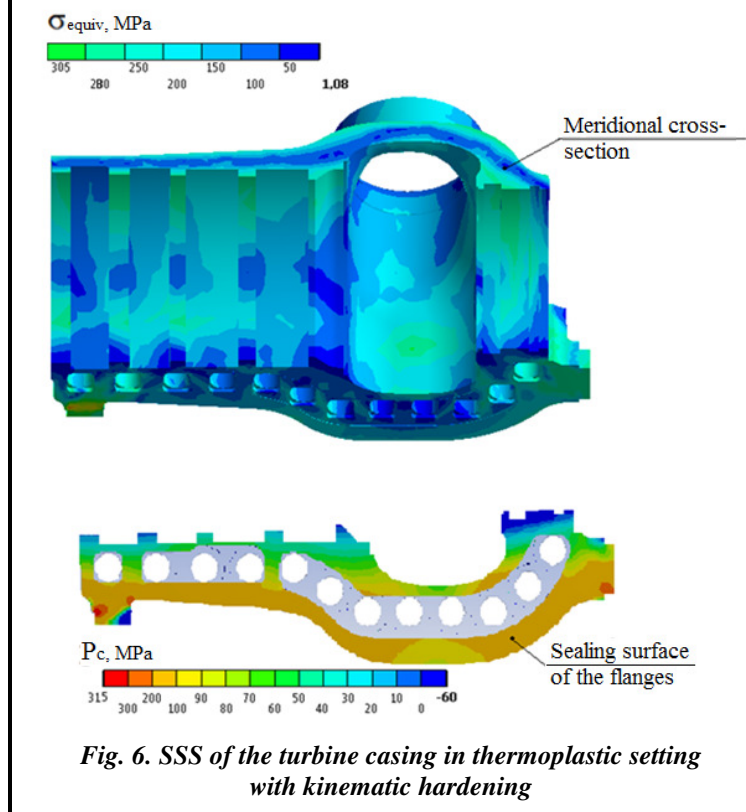 σequiv, MPa
305 250 150 50
280 200 100 1,08
Meridional cross-
section
Pc, MPa
Sealing surface
of the flanges
315 200 90 70 50 30 10 -60
300 100 80 60 40 20 0
Fig. 6. SSS of the turbine casing in thermoplastic setting
with kinematic hardening